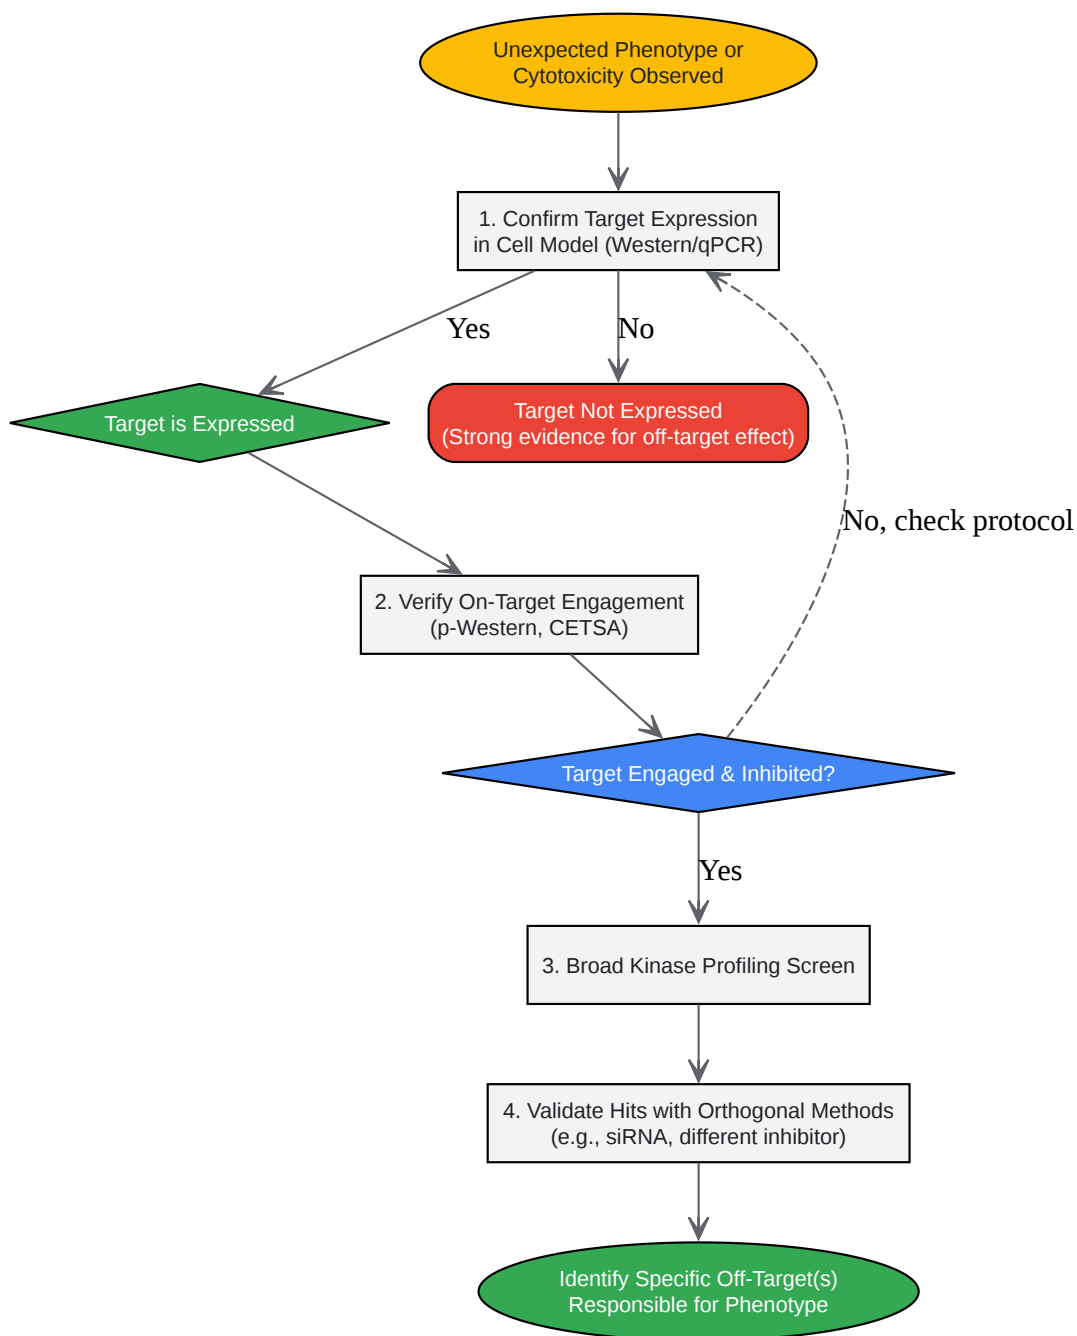 Unexpected Phenotype or
Cytotoxicity Observed
1. Confirm Target Expression
in Cell Model (Western/qPCR)
Yes
No
Target is Expressed
Target Not Expressed
(Strong evidence for off-target effect)
No, check protocol
2. Verify On-Target Engagement
(p-Western, CETSA)
Target Engaged & Inhibited?
Yes
3. Broad Kinase Profiling Screen
4. Validate Hits with Orthogonal Methods
(e.g., siRNA, different inhibitor)
Identify Specific Off-Target(s)
Responsible for Phenotype